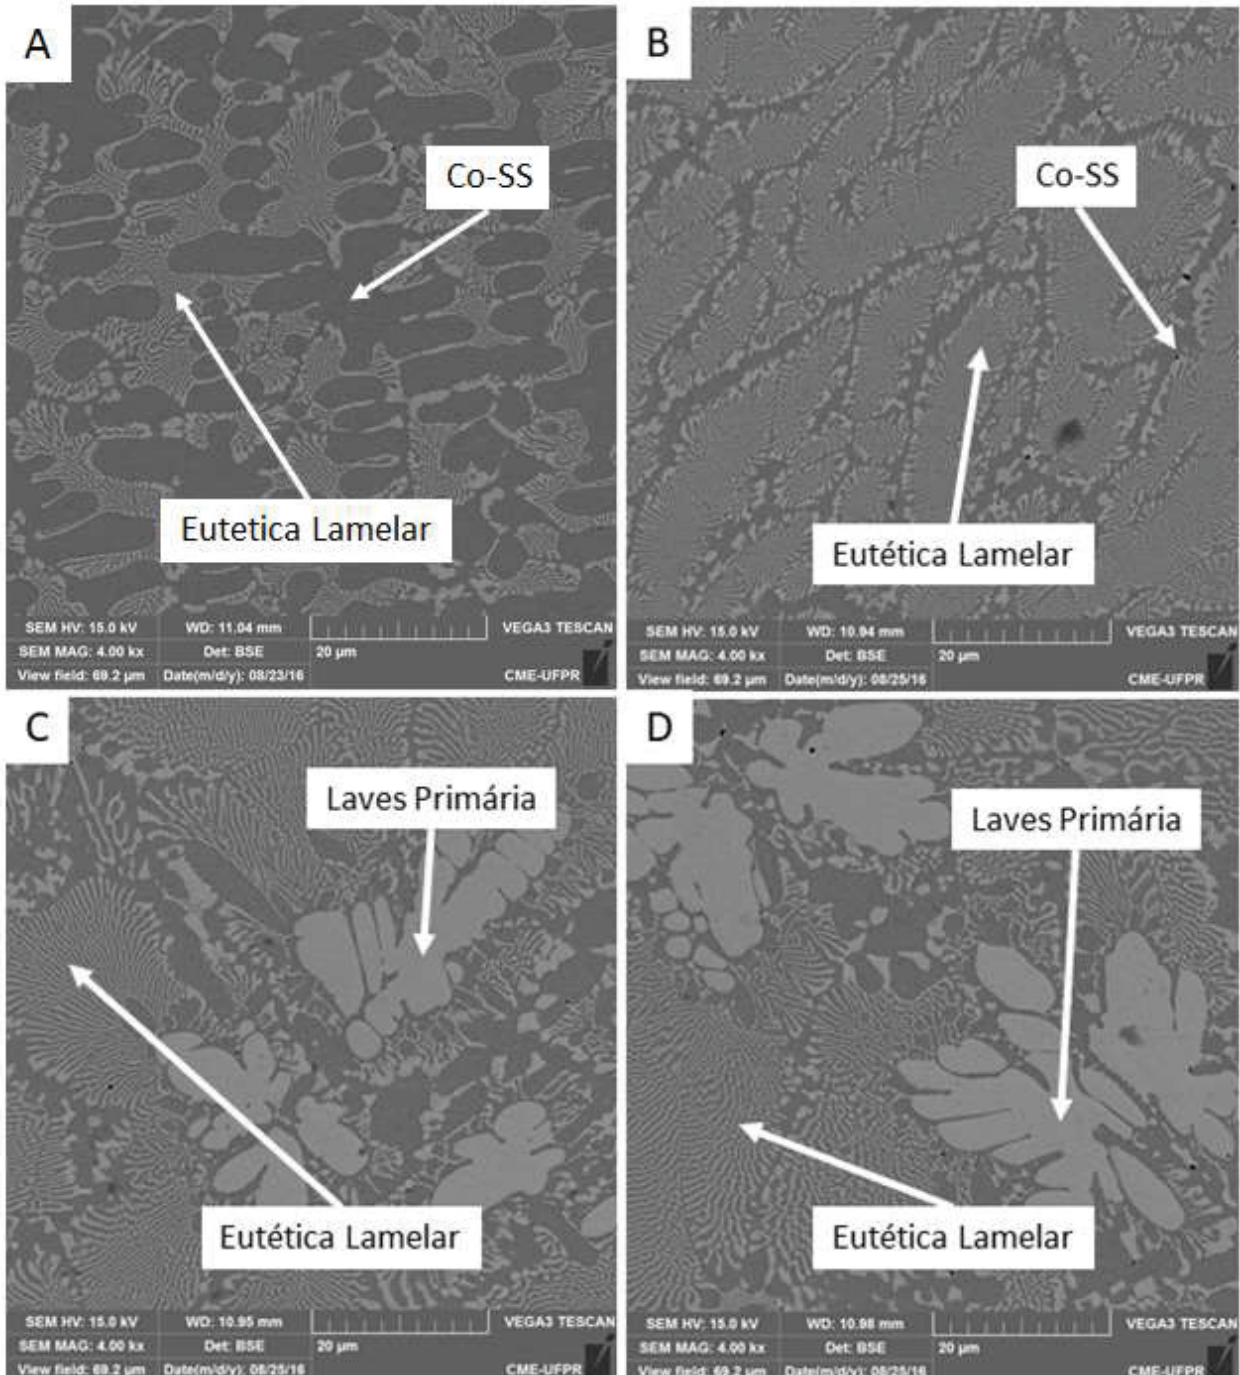 A
Co-SS
Eutetica Lamelar
SEM HV: 15.0 kV WD: 11.04 mm VEGA3 TESCAN
SEM MAG: 4.00 kx Det: BSE 20 µm
View field: 69.2 µm Date(m/d/y): 08/23/16 CME-UFPR
B
Co-SS
Eutética Lamelar
SEM HV: 15.0 kV WD: 10.94 mm VEGA3 TESCAN
SEM MAG: 4.00 kx Det: BSE 20 µm
View field: 69.2 µm Date(m/d/y): 08/25/16 CME-UFPR
C
Laves Primária
Eutética Lamelar
SEM HV: 15.0 kV WD: 10.95 mm VEGA3 TESCAN
SEM MAG: 4.00 kx Det: BSE 20 µm
View field: 69.2 µm Date(m/d/y): 08/25/16 CME-UFPR
D
Laves Primária
Eutética Lamelar
SEM HV: 15.0 kV WD: 10.98 mm VEGA3 TESCAN
SEM MAG: 4.00 kx Det: BSE 20 µm
View field: 69.2 µm Date(m/d/y): 08/25/16 CME-UFPR